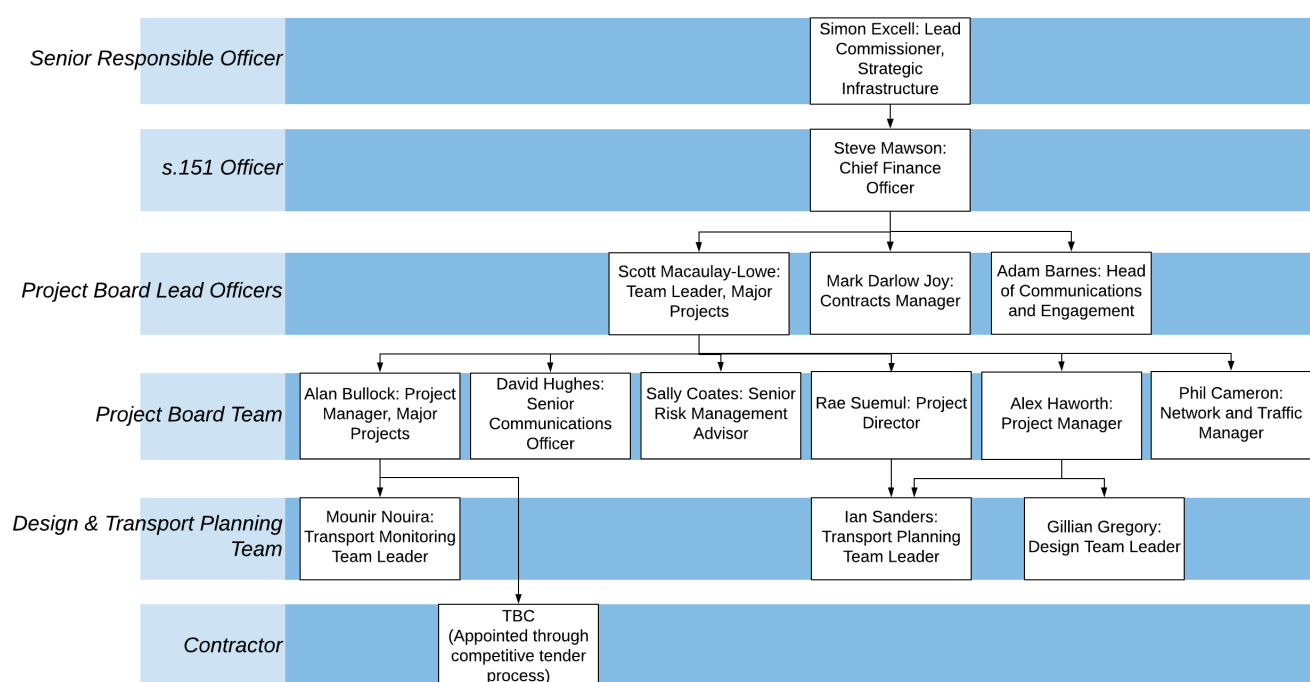 Senior Responsible Officer
Simon Excell: Lead
Commissioner,
Strategic
Infrastructure
s.151 Officer
Steve Mawson:
Chief Finance
Officer
Project Board Lead Officers
Scott Macaulay-Lowe:
Team Leader, Major
Projects
Mark Darlow Joy:
Contracts Manager
Adam Barnes: Head
of Communications
and Engagement
Project Board Team
Alan Bullock: Project
Manager, Major
Projects
David Hughes:
Senior
Communications
Officer
Sally Coates: Senior
Risk Management
Advisor
Rae Suemul: Project
Director
Alex Haworth:
Project Manager
Phil Cameron:
Network and Traffic
Manager
Design & Transport Planning
Team
Mounir Nouira:
Transport Monitoring
Team Leader
Ian Sanders:
Transport Planning
Team Leader
Gillian Gregory:
Design Team Leader
Contractor
TBC
(Appointed through
competitive tender
process)